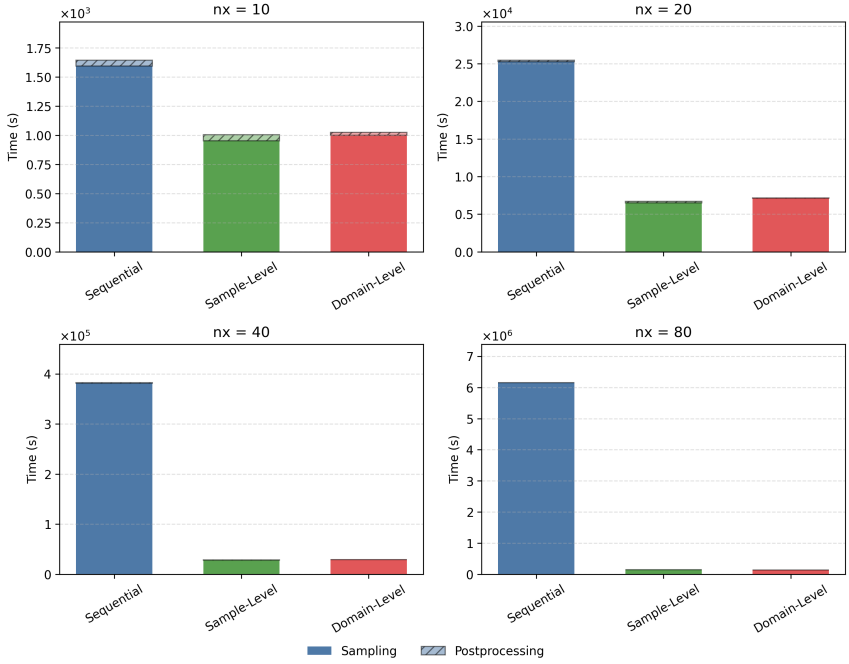 nx = 10
×10³
Time (s)
1.75
1.50
1.25
1.00
0.75
0.50
0.25
0.00
Sequential
Sample-Level
Domain-Level
nx = 20
×10⁴
Time (s)
3.0
2.5
2.0
1.5
1.0
0.5
0.0
Sequential
Sample-Level
Domain-Level
nx = 40
×10⁵
Time (s)
4
3
2
1
0
Sequential
Sample-Level
Domain-Level
nx = 80
×10⁶
Time (s)
7
6
5
4
3
2
1
0
Sequential
Sample-Level
Domain-Level
Sampling Postprocessing